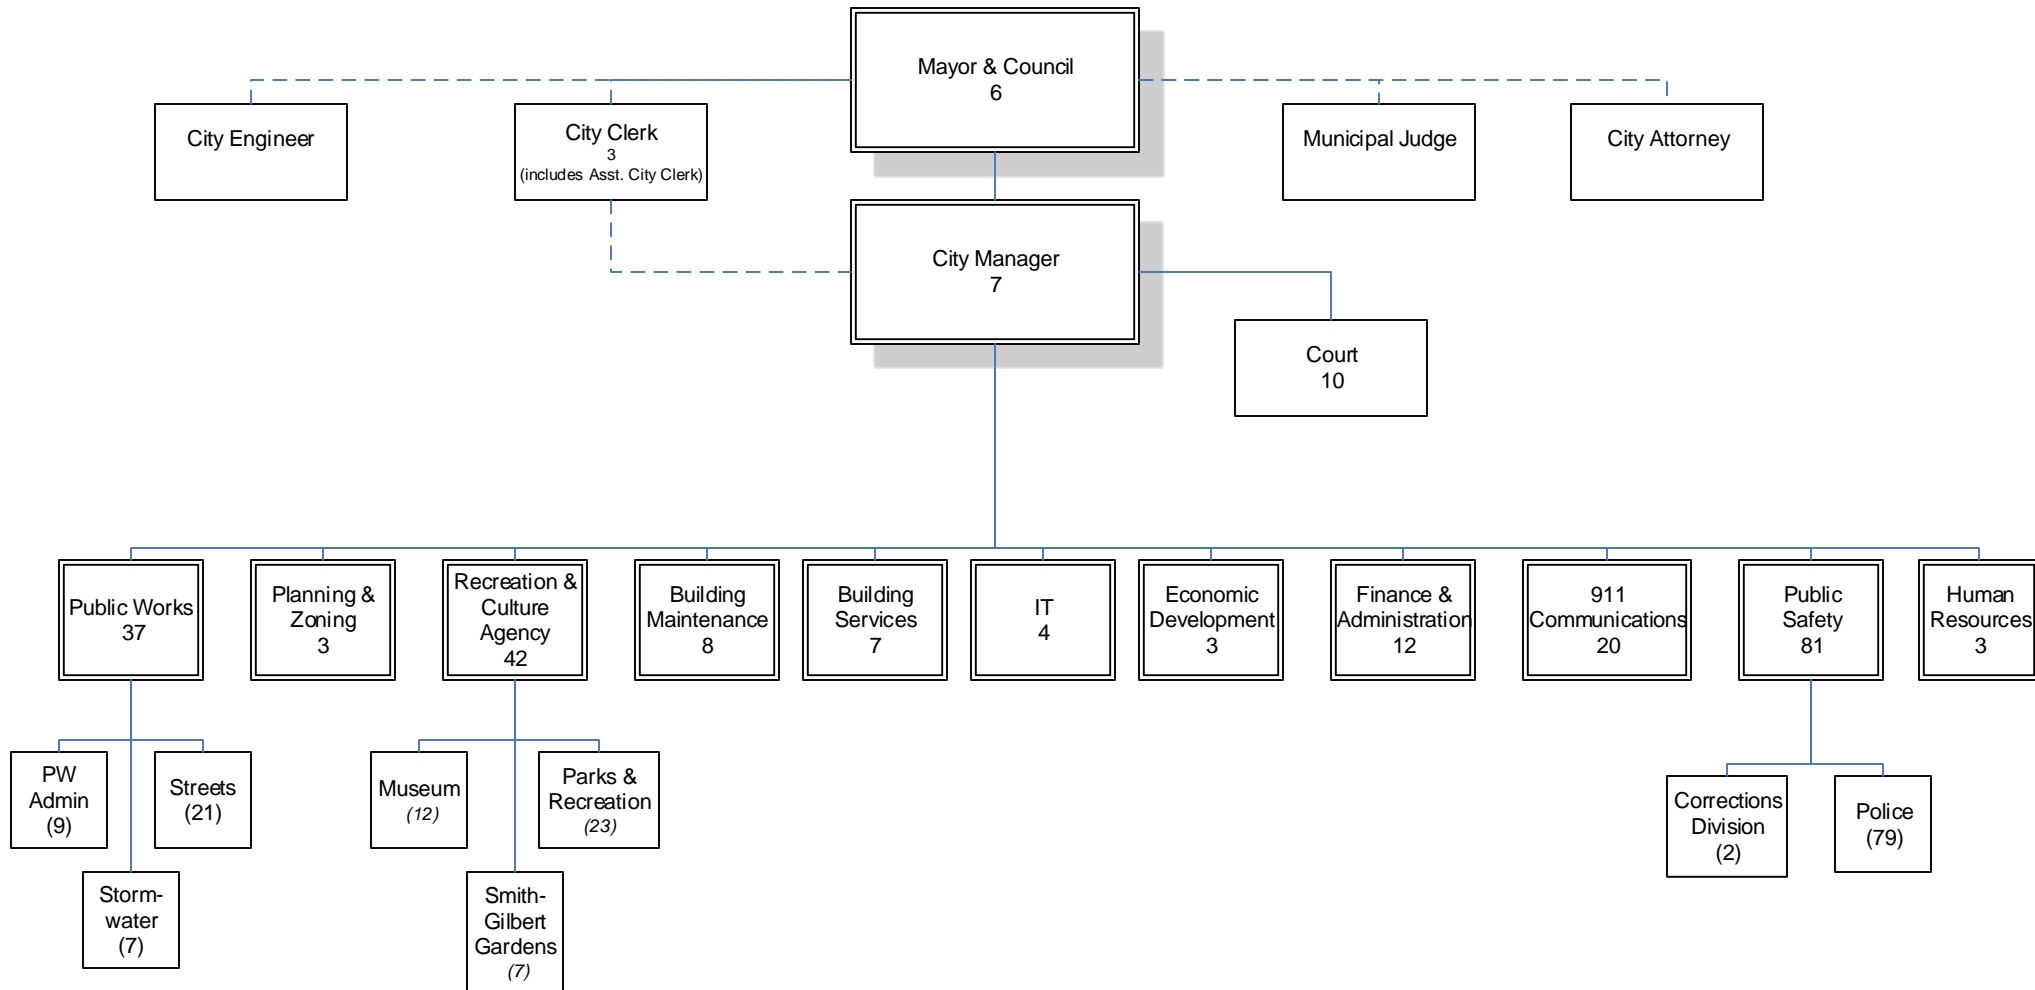 Mayor & Council
6
City Engineer
City Clerk
3
(includes Asst. City Clerk)
Municipal Judge
City Attorney
City Manager
7
Court
10
Public Works
37
Planning &
Zoning
3
Recreation &
Culture
Agency
42
Building
Maintenance
8
Building
Services
7
IT
4
Economic
Development
3
Finance &
Administration
12
911
Communications
20
Public
Safety
81
Human
Resources
3
PW
Admin
(9)
Streets
(21)
Storm-
water
(7)
Museum
(12)
Parks &
Recreation
(23)
Smith-
Gilbert
Gardens
(7)
Corrections
Division
(2)
Police
(79)